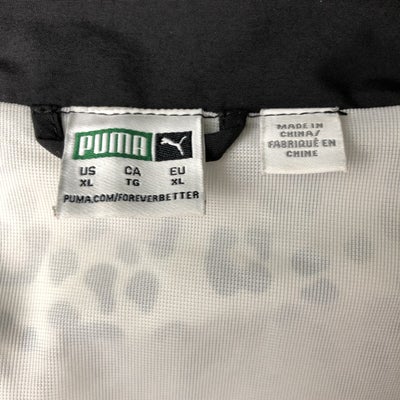 PUMA
US CA EU
XL TG XL
PUMA.COM/FOREVERBETTER
MADE IN
CHINA/
FABRIQUÉ EN
CHINE